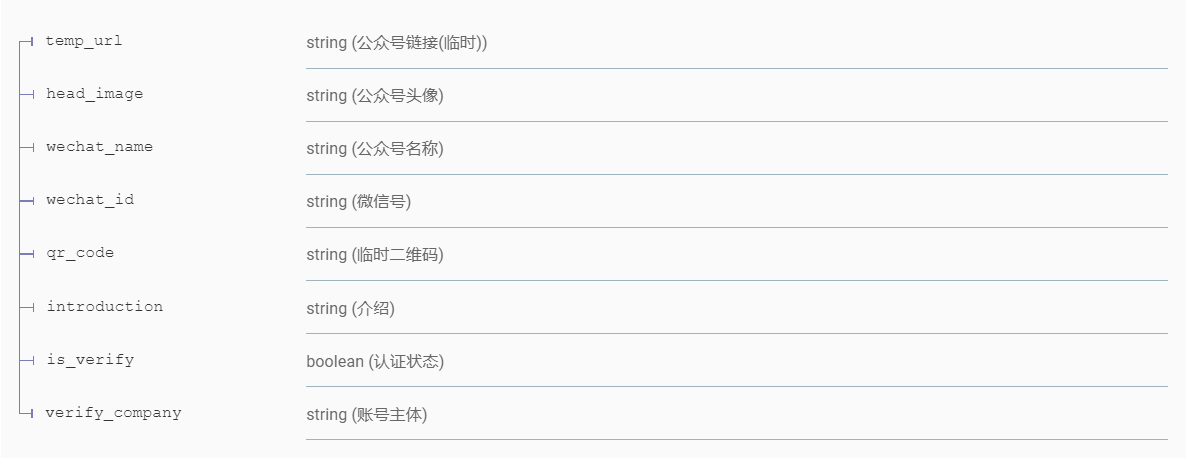 temp_url string (公众号链接(临时))
head_image string (公众号头像)
wechat_name string (公众号名称)
wechat_id string (微信号)
qr_code string (临时二维码)
introduction string (介绍)
is_verify boolean (认证状态)
verify_company string (账号主体)